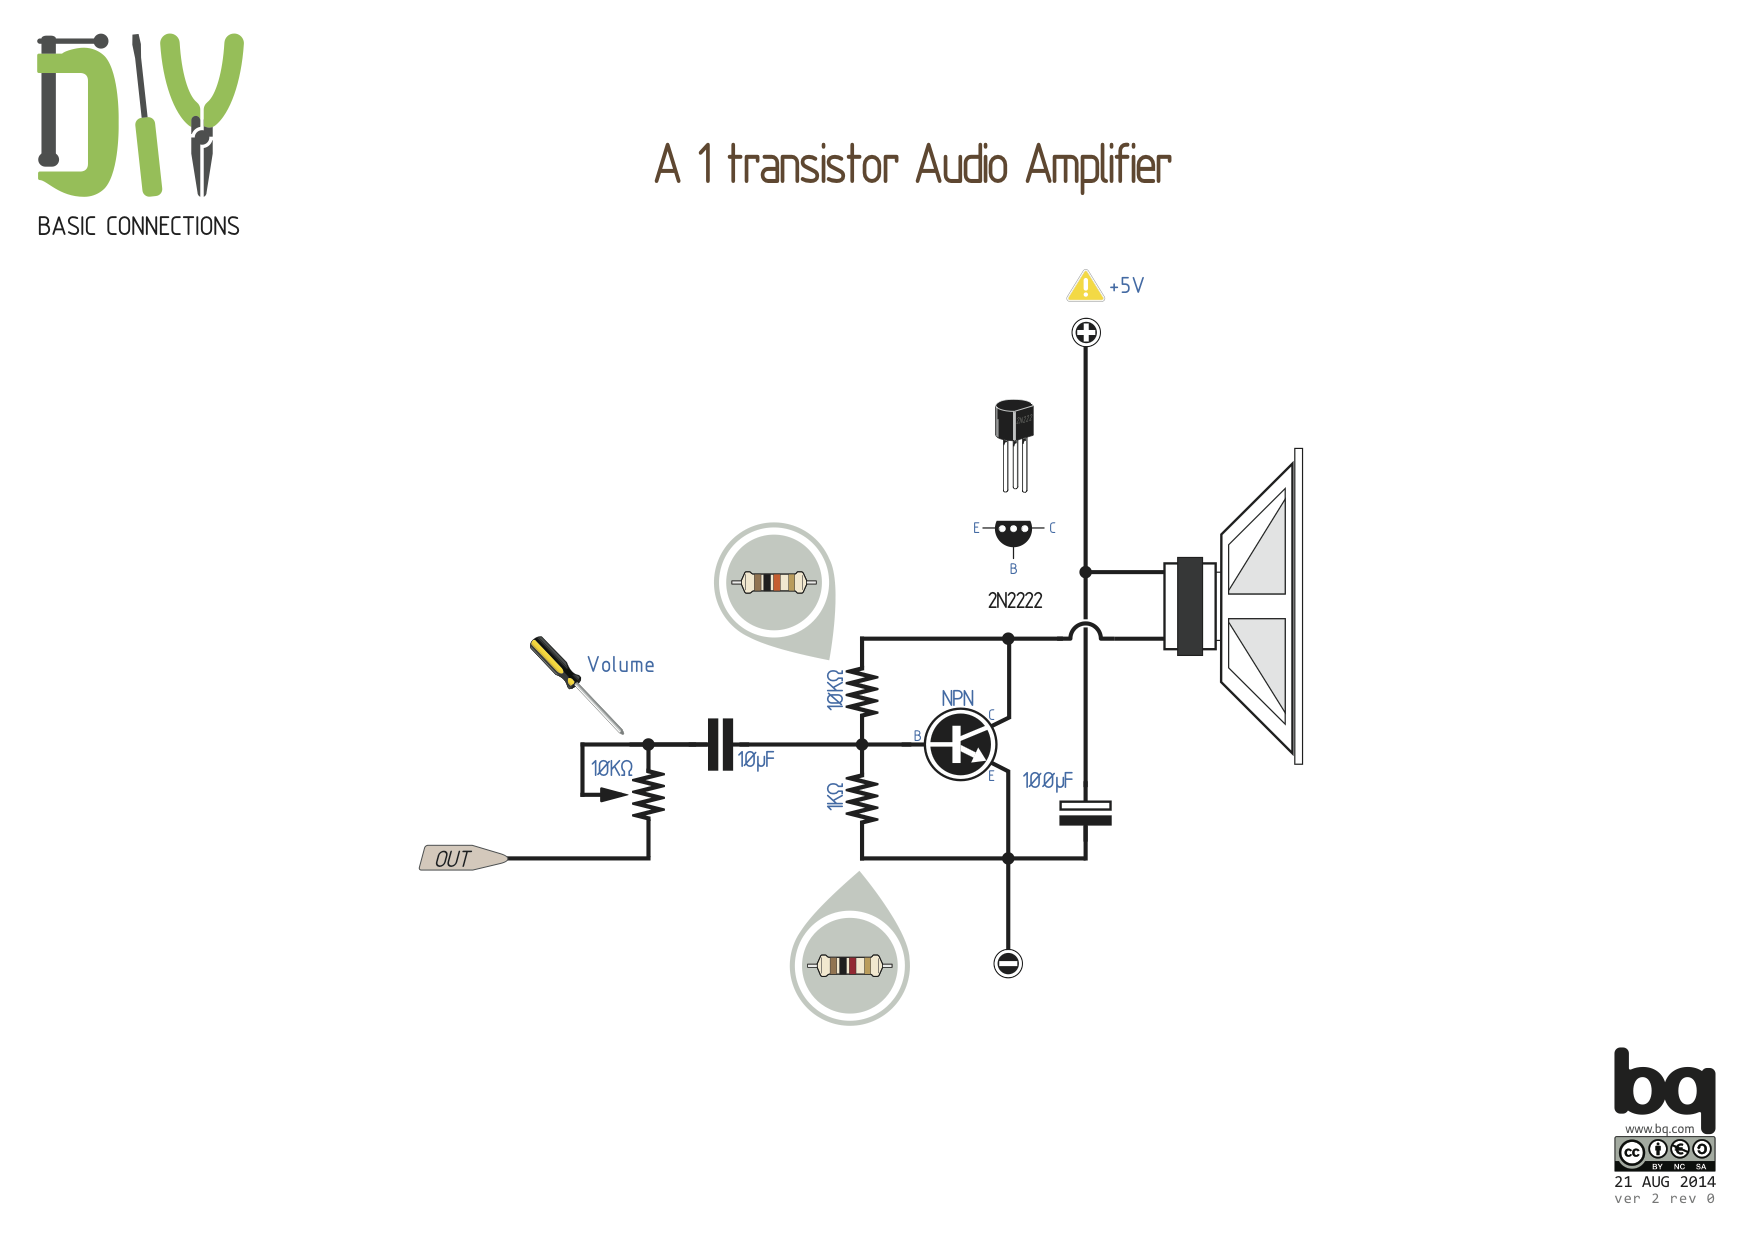 DIY
BASIC CONNECTIONS
A 1 transistor Audio Amplifier
+5V
E
C
B
2N2222
Volume
10KΩ
NPN
C
B
E
10µF
10KΩ
1KΩ
100µF
OUT
bq
www.bq.com
cc
BY NC SA
21 AUG 2014
ver 2 rev 0